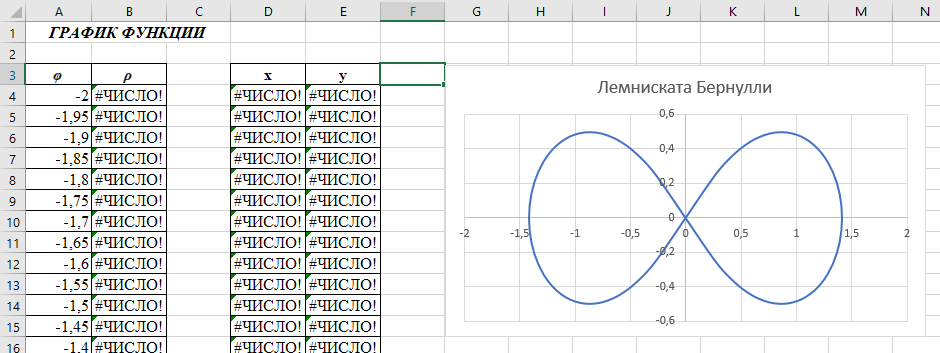 A B C D E F G H I J K L M N
1 ГРАФИК ФУНКЦИИ
2
3 φ ρ x y
4 -2 #ЧИСЛО! #ЧИСЛО! #ЧИСЛО!
5 -1,95 #ЧИСЛО! #ЧИСЛО! #ЧИСЛО!
6 -1,9 #ЧИСЛО! #ЧИСЛО! #ЧИСЛО!
7 -1,85 #ЧИСЛО! #ЧИСЛО! #ЧИСЛО!
8 -1,8 #ЧИСЛО! #ЧИСЛО! #ЧИСЛО!
9 -1,75 #ЧИСЛО! #ЧИСЛО! #ЧИСЛО!
10 -1,7 #ЧИСЛО! #ЧИСЛО! #ЧИСЛО!
11 -1,65 #ЧИСЛО! #ЧИСЛО! #ЧИСЛО!
12 -1,6 #ЧИСЛО! #ЧИСЛО! #ЧИСЛО!
13 -1,55 #ЧИСЛО! #ЧИСЛО! #ЧИСЛО!
14 -1,5 #ЧИСЛО! #ЧИСЛО! #ЧИСЛО!
15 -1,45 #ЧИСЛО! #ЧИСЛО! #ЧИСЛО!
16 -1,4 #ЧИСЛО! #ЧИСЛО! #ЧИСЛО!
Лемниската Бернулли
0,6
0,4
0,2
0
-2 -1,5 -1 -0,5 0 0,5 1 1,5 2
-0,2
-0,4
-0,6